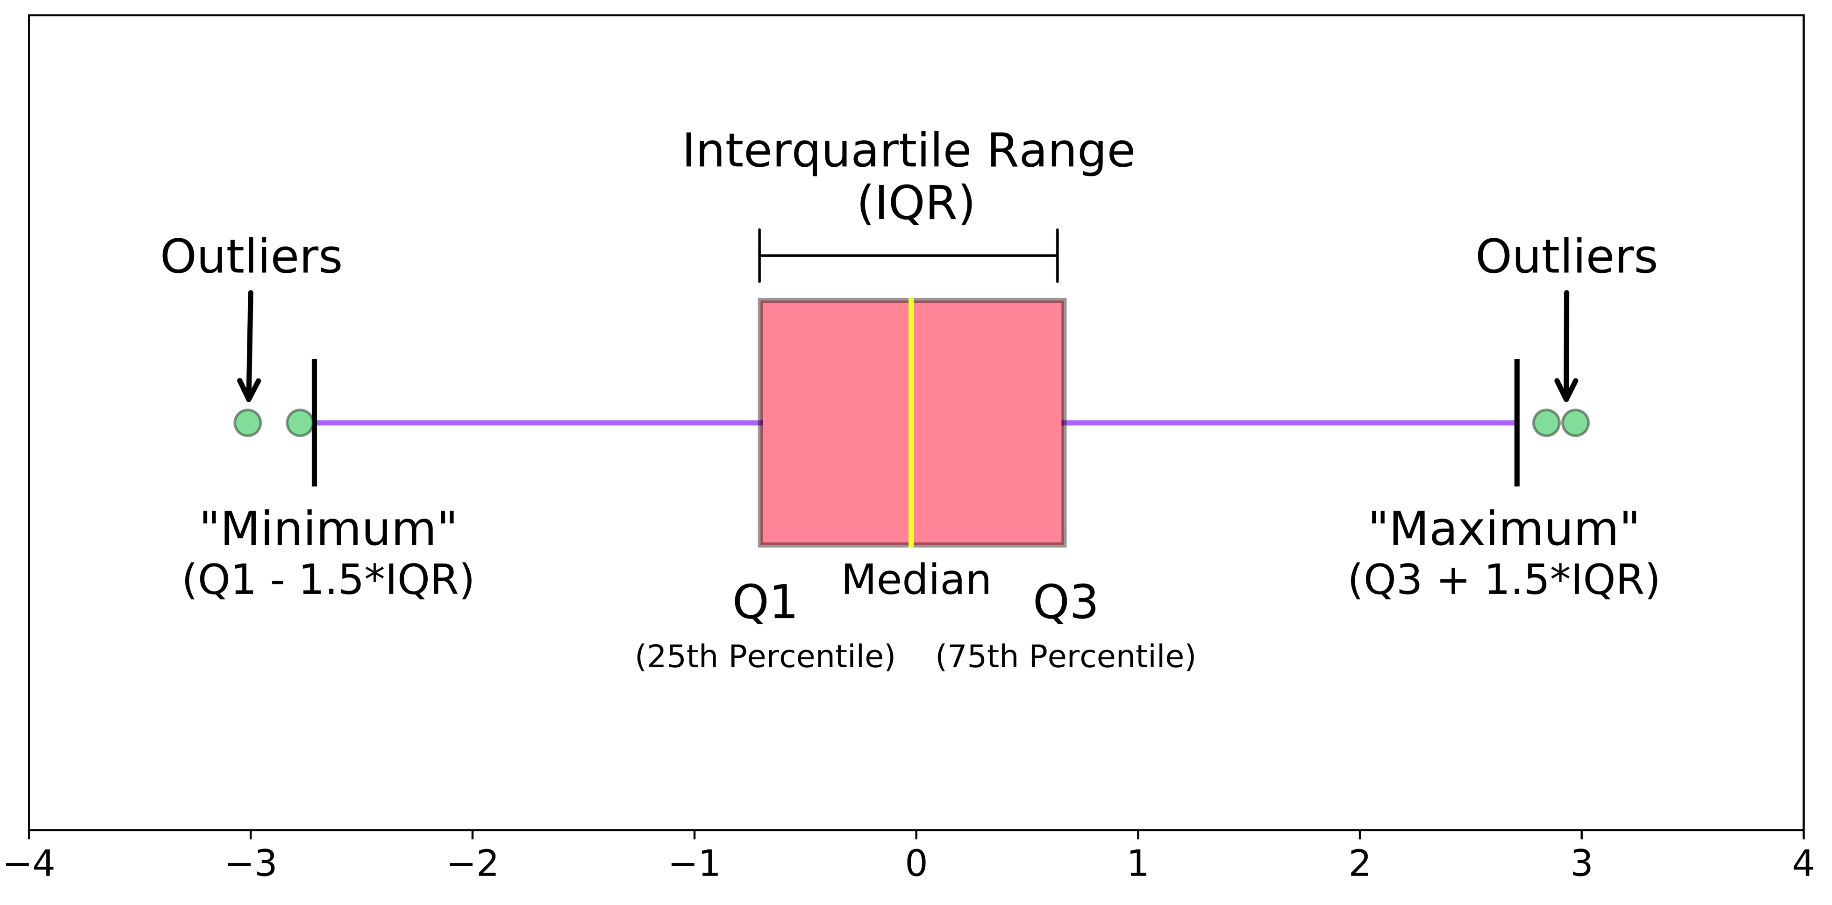 Interquartile Range
(IQR)
Outliers
Outliers
"Minimum"
(Q1 - 1.5*IQR)
"Maximum"
(Q3 + 1.5*IQR)
Median
Q1
Q3
(25th Percentile)
(75th Percentile)
−4 −3 −2 −1 0 1 2 3 4